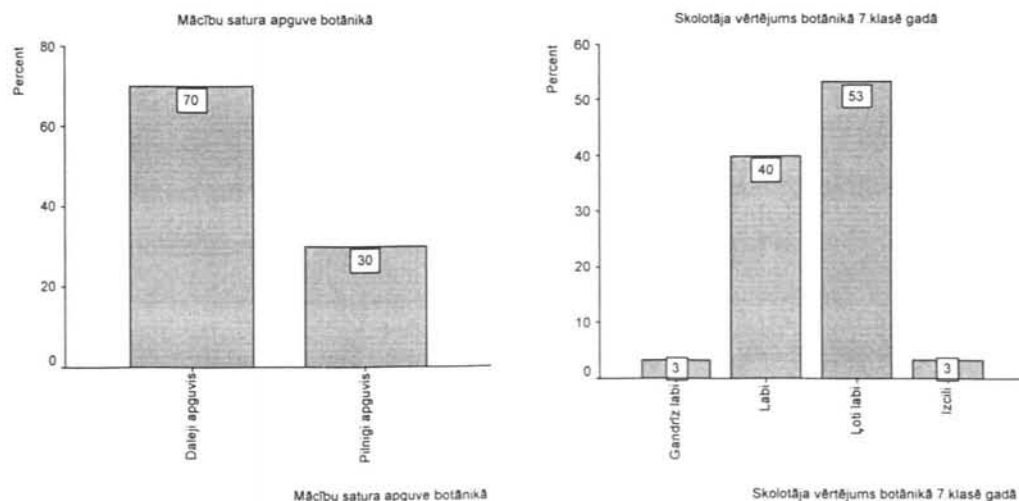 Mācību satura apguve botānikā
Percent
80
60
40
20
0
70
30
Daļeji apguvis
Pilnīgi apguvis
Mācību satura apguve botānikā
Skolotāja vērtējums botānikā 7.klasē gadā
Percent
60
50
40
30
20
10
0
3
40
53
3
Gandrīz labi
Labi
Ļoti labi
Izcili
Skolotāja vērtējums botānikā 7 klasē gadā